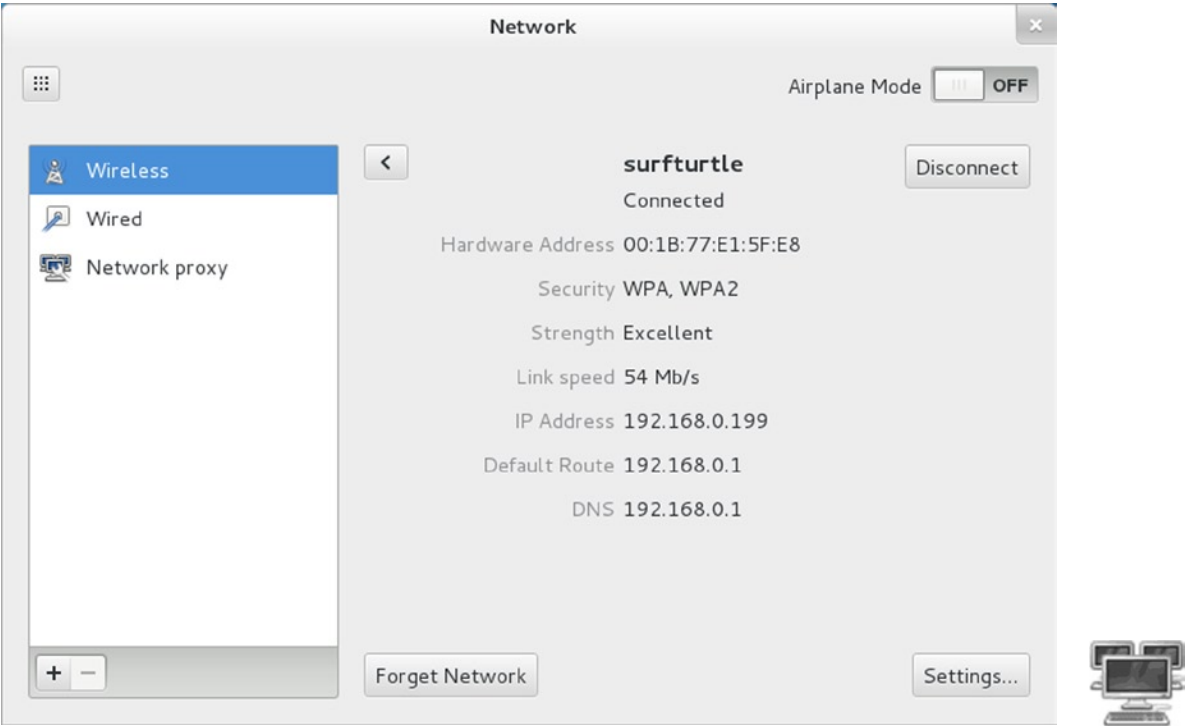 Network
Airplane Mode OFF
Wireless
Wired
Network proxy
surfturtle
Disconnect
Connected
Hardware Address 00:1B:77:E1:5F:E8
Security WPA, WPA2
Strength Excellent
Link speed 54 Mb/s
IP Address 192.168.0.199
Default Route 192.168.0.1
DNS 192.168.0.1
Forget Network
Settings...